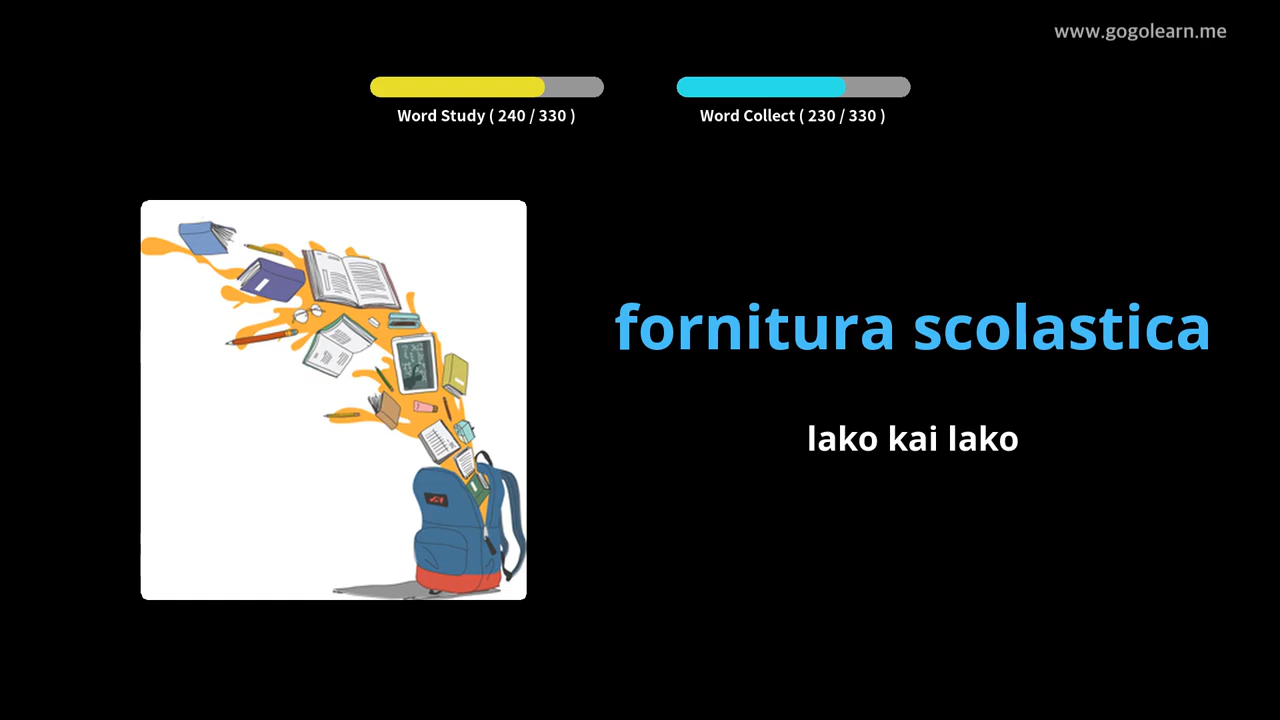 www.gogolearn.me
Word Study ( 240 / 330 )
Word Collect ( 230 / 330 )
fornitura scolastica
lako kai lako